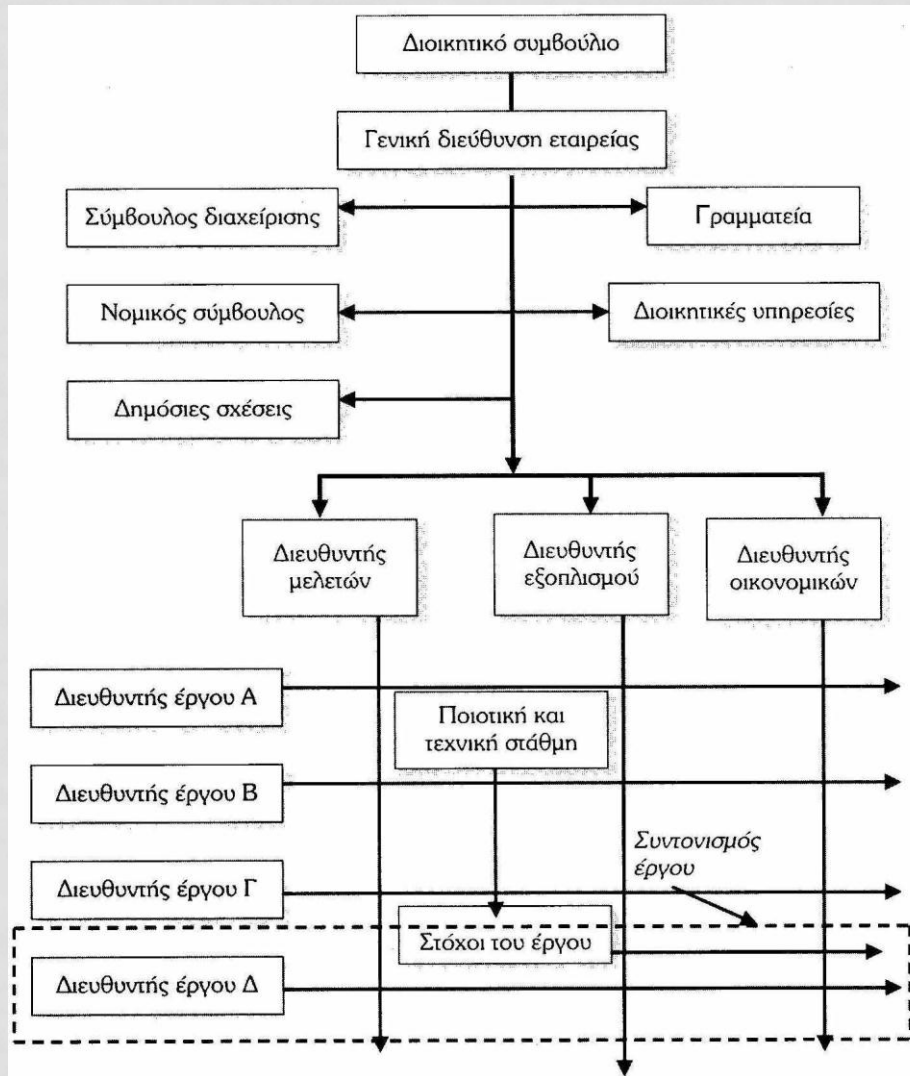 Διοικητικό συμβούλιο
Γενική διεύθυνση εταιρείας
Σύμβουλος διαχείρισης
Γραμματεία
Νομικός σύμβουλος
Διοικητικές υπηρεσίες
Δημόσιες σχέσεις
Διευθυντής
μελετών
Διευθυντής
εξοπλισμού
Διευθυντής
οικονομικών
Διευθυντής έργου Α
Ποιοτική και
τεχνική στάθμη
Διευθυντής έργου Β
Συντονισμός
έργου
Διευθυντής έργου Γ
Στόχοι του έργου
Διευθυντής έργου Δ